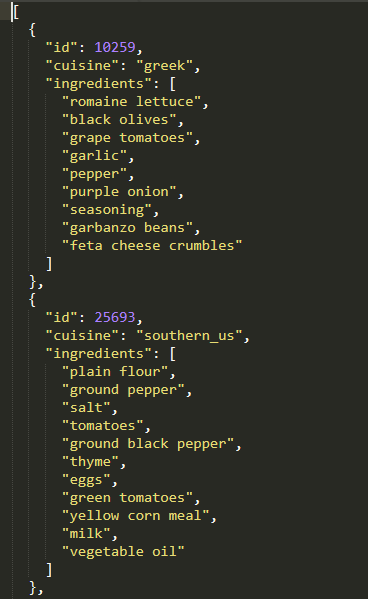 [
  {
    "id": 10259,
    "cuisine": "greek",
    "ingredients": [
      "romaine lettuce",
      "black olives",
      "grape tomatoes",
      "garlic",
      "pepper",
      "purple onion",
      "seasoning",
      "garbanzo beans",
      "feta cheese crumbles"
    ]
  },
  {
    "id": 25693,
    "cuisine": "southern_us",
    "ingredients": [
      "plain flour",
      "ground pepper",
      "salt",
      "tomatoes",
      "ground black pepper",
      "thyme",
      "eggs",
      "green tomatoes",
      "yellow corn meal",
      "milk",
      "vegetable oil"
    ]
  },